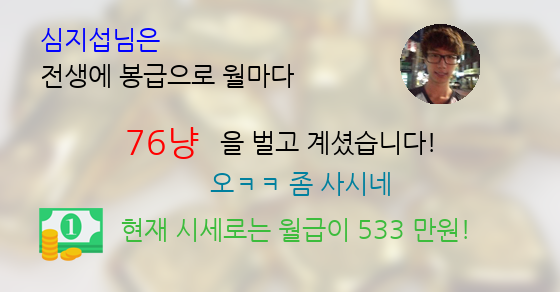 심지섭님은
전생에 봉급으로 월마다
76냥 을 벌고 계셨습니다!
오ㅋㅋ 좀 사시네
1
현재 시세로는 월급이 533 만원!